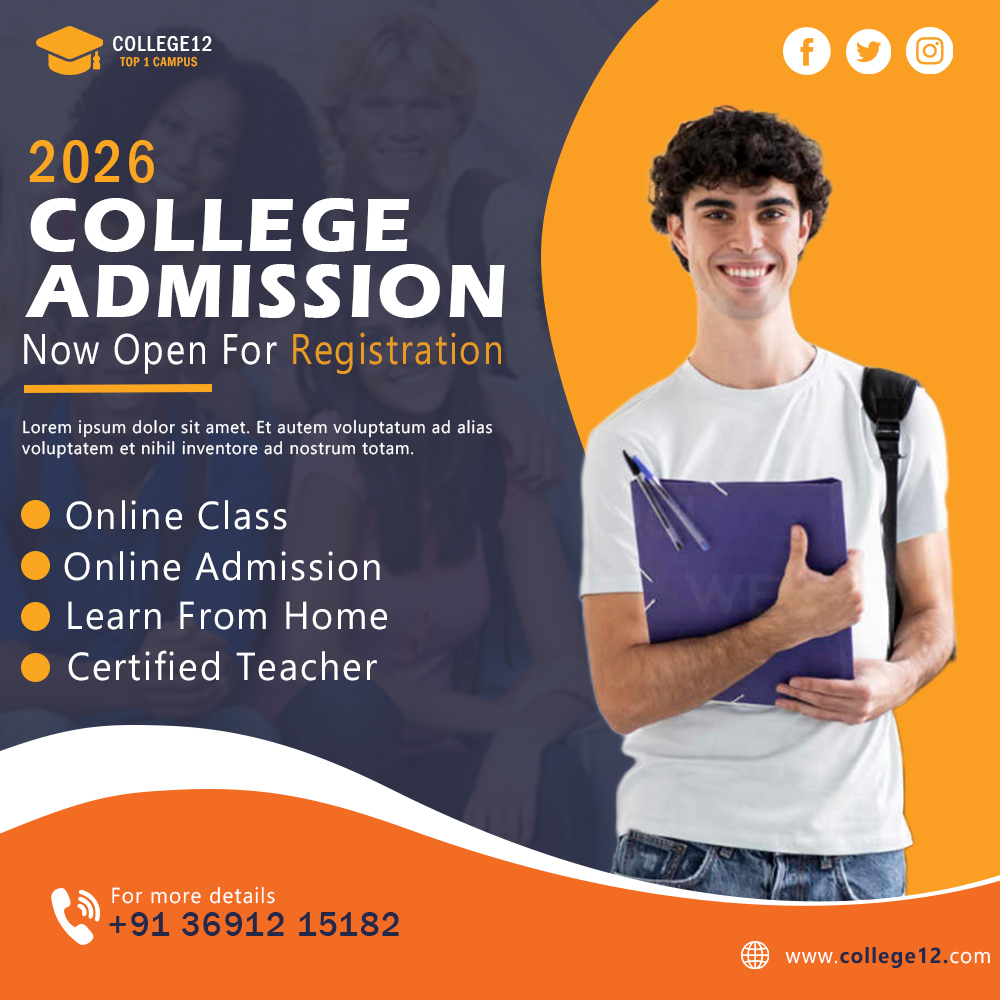 COLLEGE12
TOP 1 CAMPUS
2026
COLLEGE
ADMISSION
Now Open For Registration
Lorem ipsum dolor sit amet. Et autem voluptatum ad alias
voluptatem et nihil inventore ad nostrum totam.
Online Class
Online Admission
Learn From Home
Certified Teacher
For more details
+91 36912 15182
www.college12.com